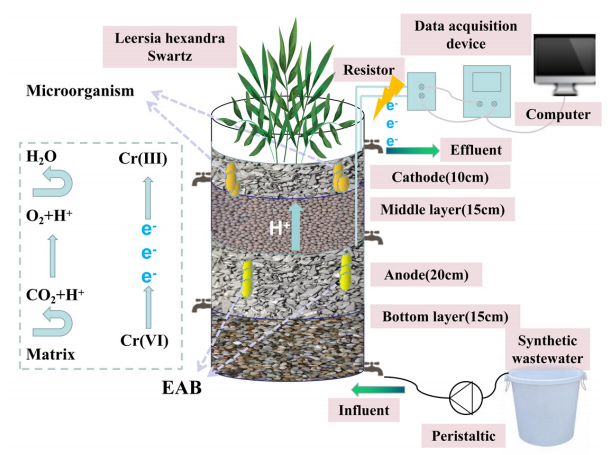 Leersia hexandra
Swartz
Data acquisition
device
Resistor
Computer
Microorganism
e-
e-
e-
Effluent
Cathode(10cm)
Middle layer(15cm)
H+
Anode(20cm)
Bottom layer(15cm)
H₂O
Cr(III)
O₂+H⁺
e-
e-
e-
CO₂+H⁺
Matrix
Cr(VI)
EAB
Influent
Peristaltic
Synthetic
wastewater